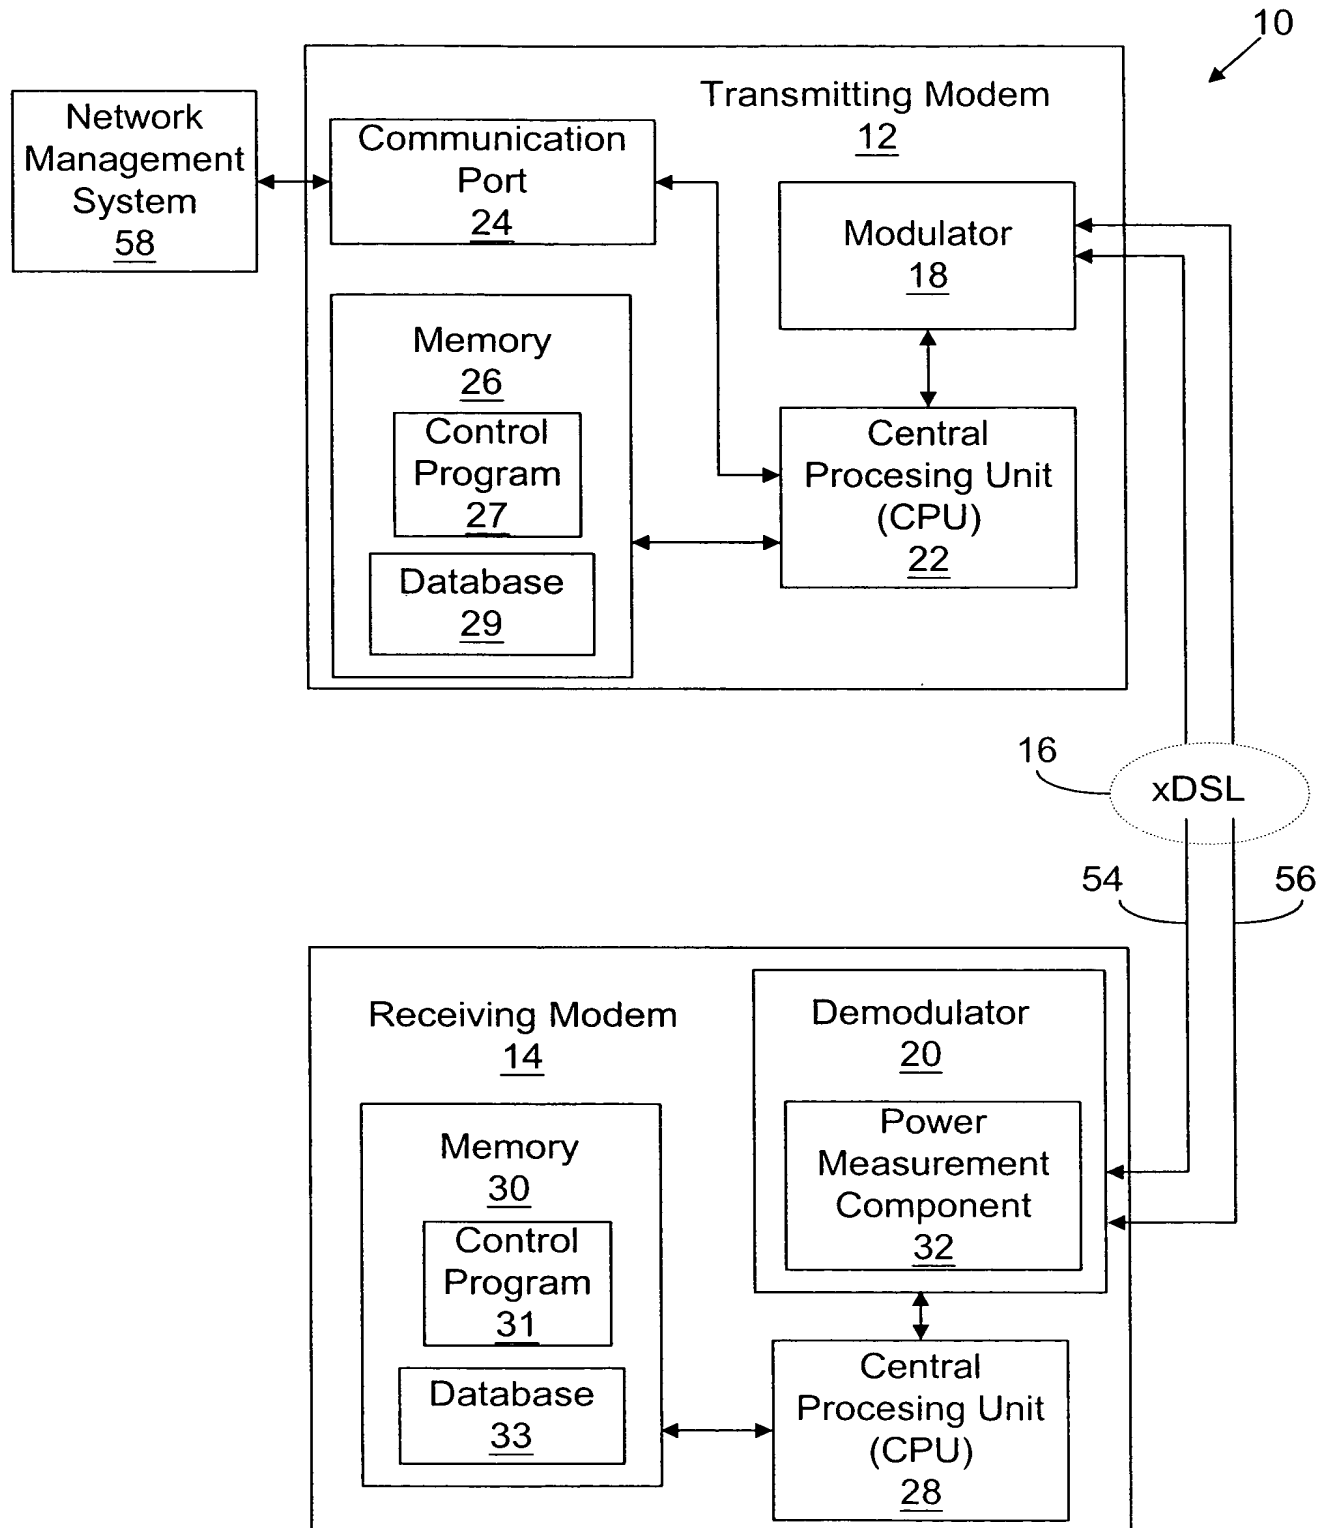 10
Network
Management
System
58
Transmitting Modem
12
Communication
Port
24
Modulator
18
Memory
26
Control
Program
27
Database
29
Central
Procesing Unit
(CPU)
22
16
xDSL
54
56
Receiving Modem
14
Demodulator
20
Power
Measurement
Component
32
Memory
30
Control
Program
31
Database
33
Central
Procesing Unit
(CPU)
28